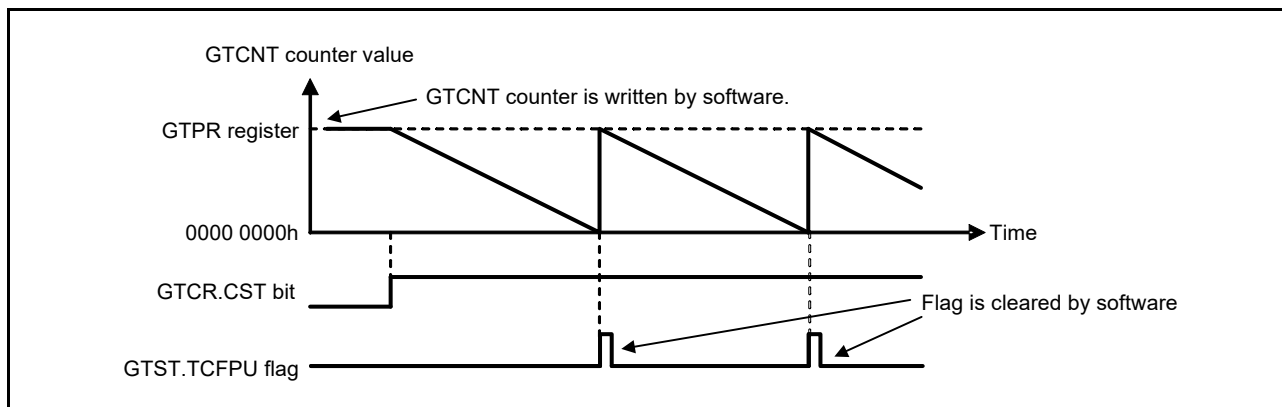 GTCNT counter value
GTCNT counter is written by software.
GTPR register
0000 0000h
Time
GTCR.CST bit
Flag is cleared by software
GTST.TCFPU flag